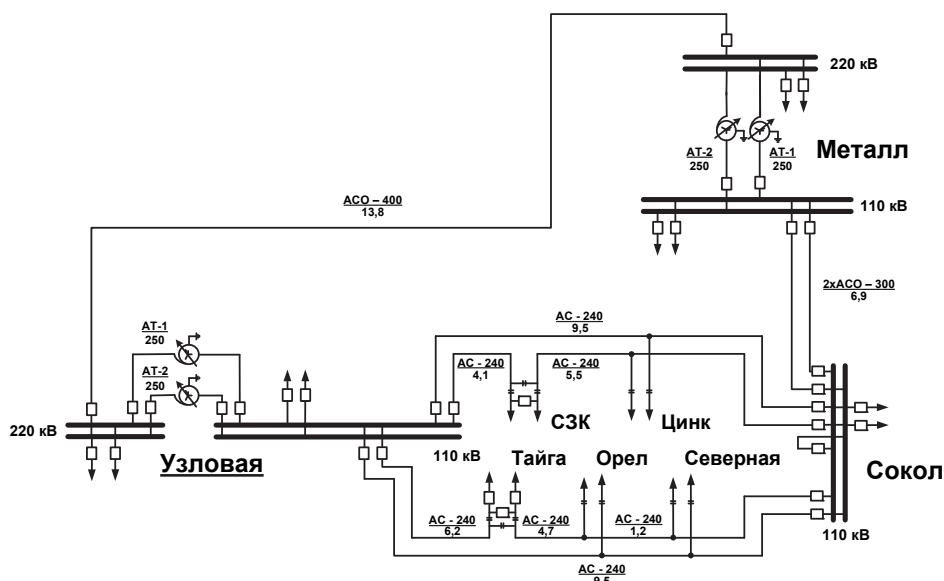 220 кВ
АТ-2
250
АТ-1
250
Металл
АСО – 400
13,8
110 кВ
2хАСО – 300
6,9
АС - 240
9,5
АТ-1
250
АТ-2
250
АС - 240
4,1
АС - 240
5,5
СЗК
Цинк
220 кВ
Узловая
110 кВ
Тайга
Орел
Северная
Сокол
АС - 240
6,2
АС - 240
4,7
АС - 240
1,2
110 кВ
АС - 240
9,5